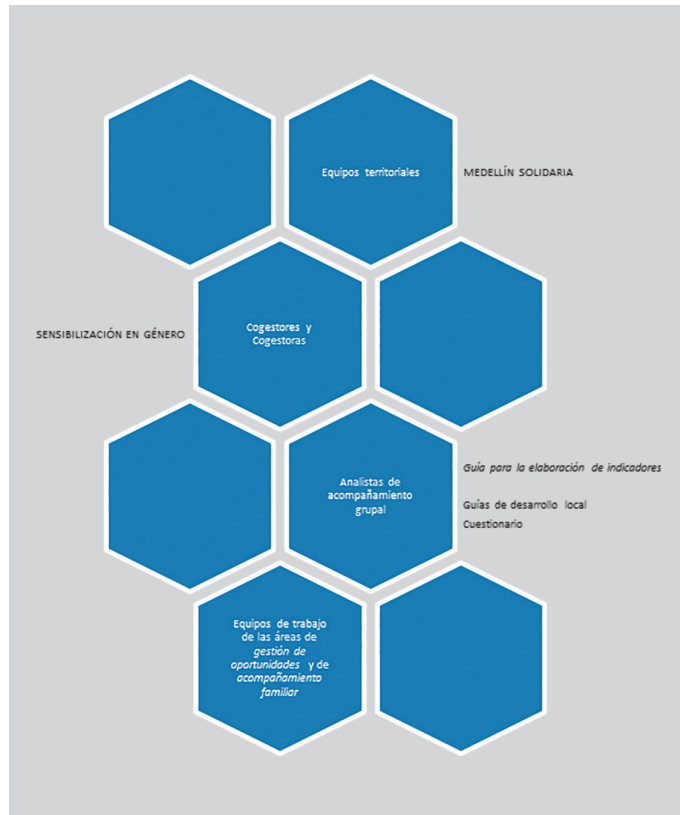 Equipos territoriales
MEDELLÍN SOLIDARIA
SENSIBILIZACIÓN EN GÉNERO
Cogestores y
Cogestoras
Analistas de
acompañamiento
grupal
Guía para la elaboración de indicadores
Guías de desarrollo local
Cuestionario
Equipos de trabajo
de las áreas de
gestión de
oportunidades y de
acompañamiento
familiar